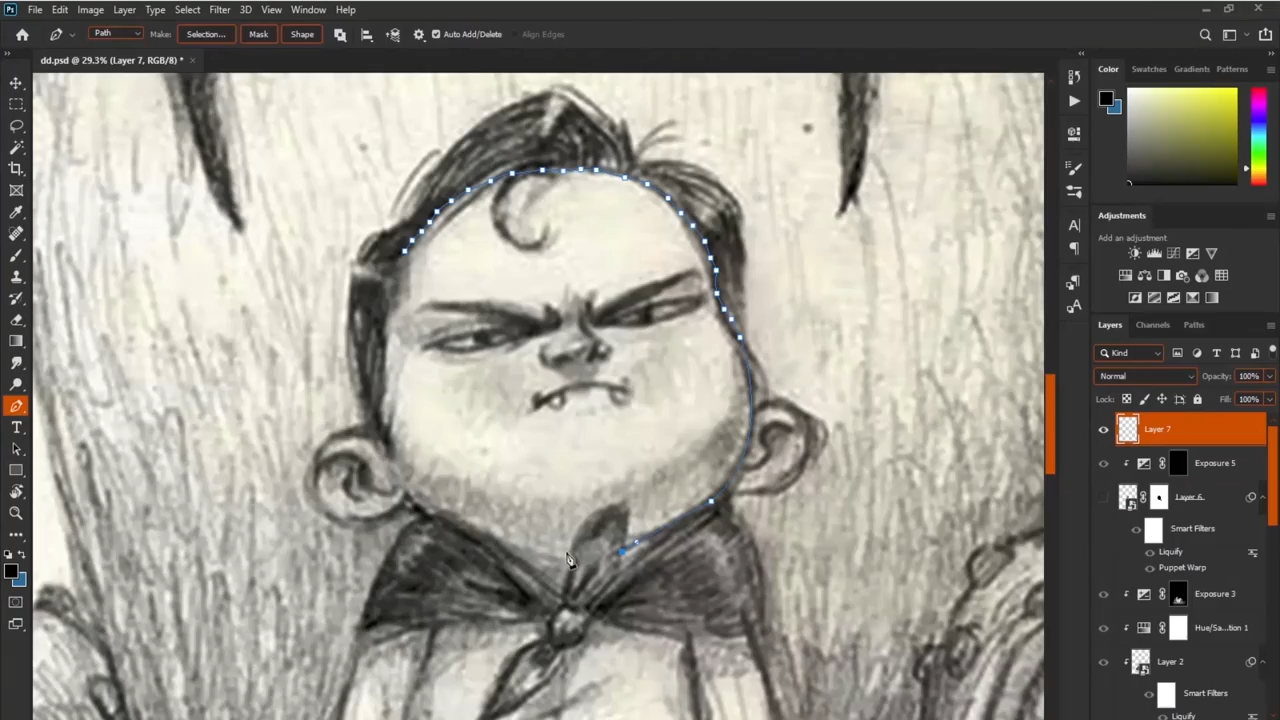 Ps File Edit Image Layer Type Select Filter 3D View Window Help
Path Make: Selection... Mask Shape Auto Add/Delete Align Edges
dd.psd @ 29.3% (Layer 7, RGB/8) * ×
Color Swatches Gradients Patterns
Adjustments
Add an adjustment
Layers Channels Paths
Kind
Normal Opacity: 100%
Lock: Fill: 100%
Layer 7
Exposure 5
Layer 6
Smart Filters
Liquify
Puppet Warp
Exposure 3
Hue/Sa...tion 1
Layer 2
Smart Filters
Liquify